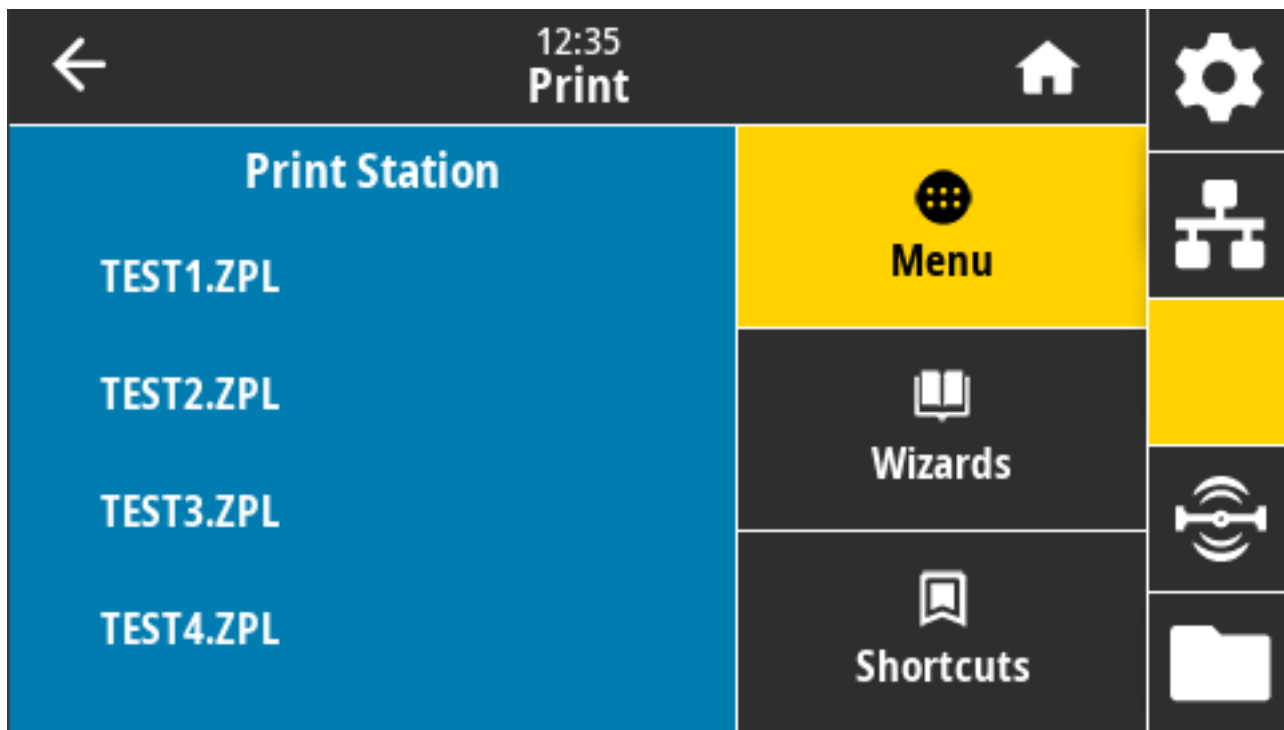 12:35
Print
Print Station
TEST1.ZPL
TEST2.ZPL
TEST3.ZPL
TEST4.ZPL
Menu
Wizards
Shortcuts